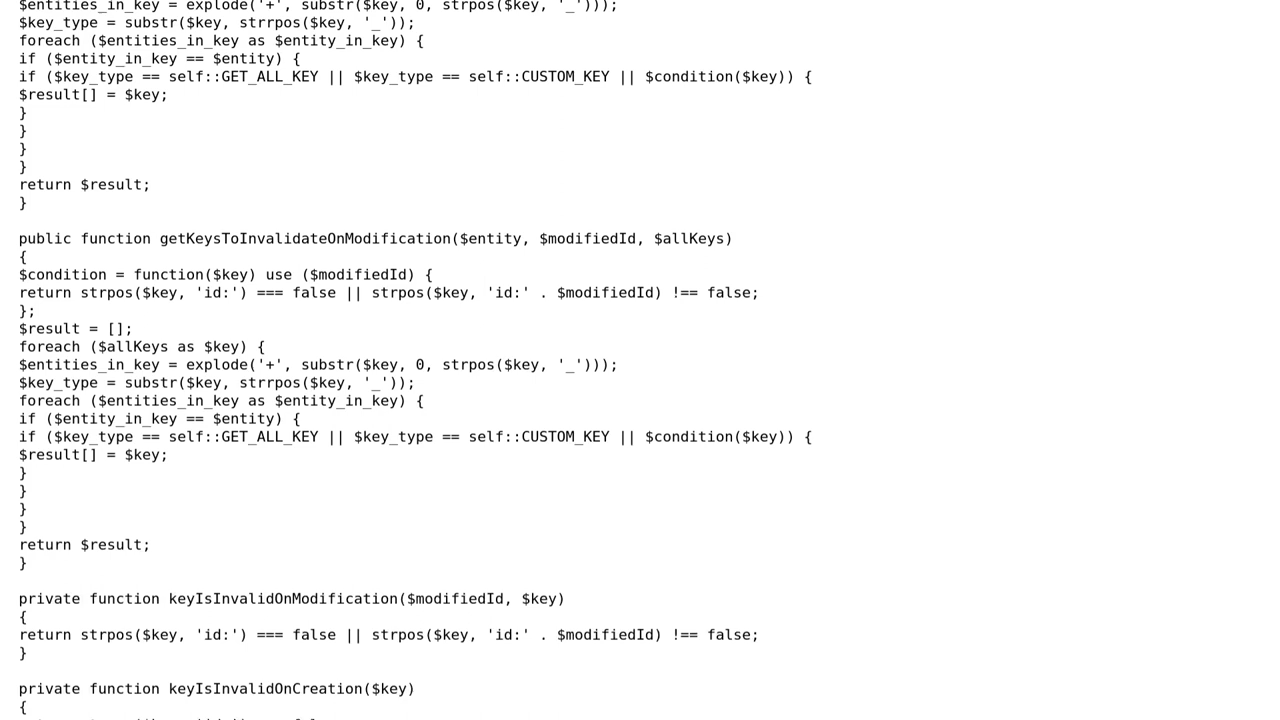 $entities_in_key = explode('+', substr($key, 0, strpos($key, '_')));
$key_type = substr($key, strrpos($key, '_'));
foreach ($entities_in_key as $entity_in_key) {
if ($entity_in_key == $entity) {
if ($key_type == self::GET_ALL_KEY || $key_type == self::CUSTOM_KEY || $condition($key)) {
$result[] = $key;
}
}
}
}
return $result;
}
public function getKeysToInvalidateOnModification($entity, $modifiedId, $allKeys)
{
$condition = function($key) use ($modifiedId) {
return strpos($key, 'id:') === false || strpos($key, 'id:' . $modifiedId) !== false;
};
$result = [];
foreach ($allKeys as $key) {
$entities_in_key = explode('+', substr($key, 0, strpos($key, '_')));
$key_type = substr($key, strrpos($key, '_'));
foreach ($entities_in_key as $entity_in_key) {
if ($entity_in_key == $entity) {
if ($key_type == self::GET_ALL_KEY || $key_type == self::CUSTOM_KEY || $condition($key)) {
$result[] = $key;
}
}
}
}
return $result;
}
private function keyIsInvalidOnModification($modifiedId, $key)
{
return strpos($key, 'id:') === false || strpos($key, 'id:' . $modifiedId) !== false;
}
private function keyIsInvalidOnCreation($key)
{